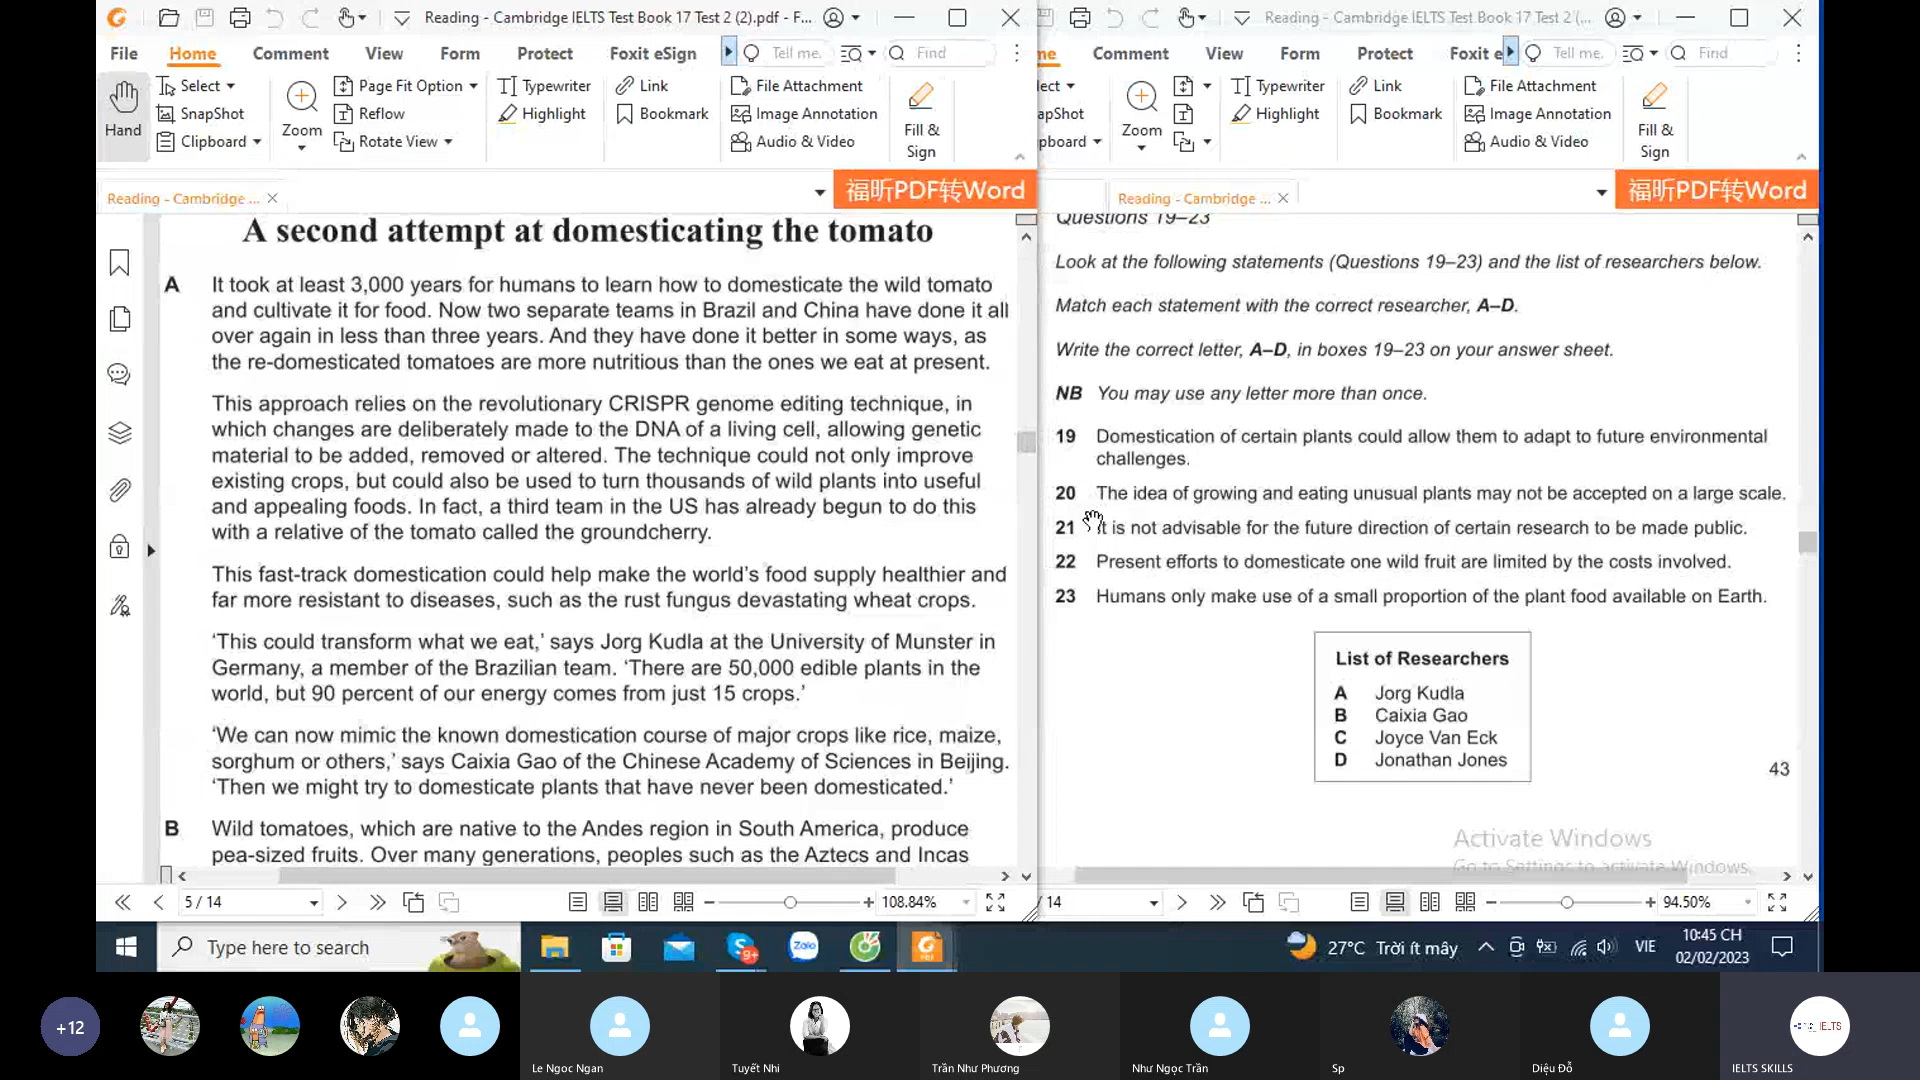 Reading - Cambridge IELTS Test Book 17 Test 2 (2).pdf - F...
File Home Comment View Form Protect Foxit eSign Tell me. Find
Hand
Select
SnapShot
Clipboard
Zoom
Page Fit Option
Reflow
Rotate View
Typewriter
Highlight
Link
Bookmark
File Attachment
Image Annotation
Audio & Video
Fill &
Sign
Reading - Cambridge ...
福昕PDF转Word
A second attempt at domesticating the tomato
A It took at least 3,000 years for humans to learn how to domesticate the wild tomato
and cultivate it for food. Now two separate teams in Brazil and China have done it all
over again in less than three years. And they have done it better in some ways, as
the re-domesticated tomatoes are more nutritious than the ones we eat at present.
This approach relies on the revolutionary CRISPR genome editing technique, in
which changes are deliberately made to the DNA of a living cell, allowing genetic
material to be added, removed or altered. The technique could not only improve
existing crops, but could also be used to turn thousands of wild plants into useful
and appealing foods. In fact, a third team in the US has already begun to do this
with a relative of the tomato called the groundcherry.
This fast-track domestication could help make the world's food supply healthier and
far more resistant to diseases, such as the rust fungus devastating wheat crops.
'This could transform what we eat,' says Jorg Kudla at the University of Munster in
Germany, a member of the Brazilian team. 'There are 50,000 edible plants in the
world, but 90 percent of our energy comes from just 15 crops.'
'We can now mimic the known domestication course of major crops like rice, maize,
sorghum or others,' says Caixia Gao of the Chinese Academy of Sciences in Beijing.
'Then we might try to domesticate plants that have never been domesticated.'
B Wild tomatoes, which are native to the Andes region in South America, produce
pea-sized fruits. Over many generations, peoples such as the Aztecs and Incas
5 / 14
108.84%
Reading - Cambridge IELTS Test Book 17 Test 2 (...
me Comment View Form Protect Foxit e Tell me. Find
ect
apShot
pboard
Zoom
Typewriter
Highlight
Link
Bookmark
File Attachment
Image Annotation
Audio & Video
Fill &
Sign
Reading - Cambridge ...
福昕PDF转Word
Questions 19–23
Look at the following statements (Questions 19–23) and the list of researchers below.
Match each statement with the correct researcher, A–D.
Write the correct letter, A–D, in boxes 19–23 on your answer sheet.
NB You may use any letter more than once.
19 Domestication of certain plants could allow them to adapt to future environmental
challenges.
20 The idea of growing and eating unusual plants may not be accepted on a large scale.
21 It is not advisable for the future direction of certain research to be made public.
22 Present efforts to domesticate one wild fruit are limited by the costs involved.
23 Humans only make use of a small proportion of the plant food available on Earth.
List of Researchers
A Jorg Kudla
B Caixia Gao
C Joyce Van Eck
D Jonathan Jones
43
Activate Windows
Go to Settings to activate Windows.
/ 14
94.50%
Type here to search
9+
Zalo
PDF
27°C Trời ít mây
VIE
10:45 CH
02/02/2023
+12
Le Ngoc Ngan
Tuyết Nhi
Trần Như Phương
Như Ngọc Trần
Sp
Diệu Đỗ
IELTS
IELTS SKILLS